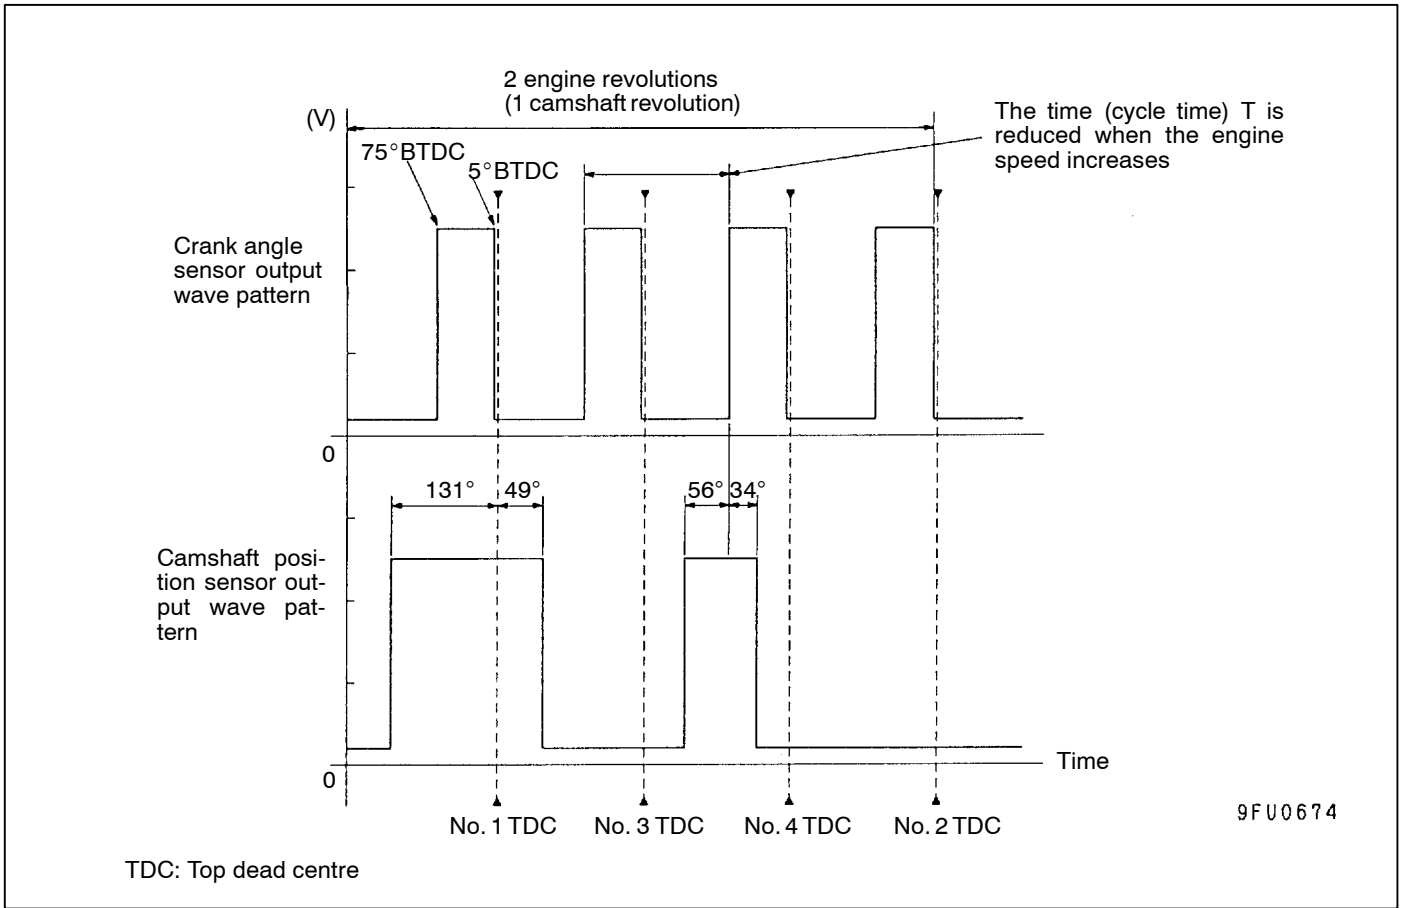 2 engine revolutions
(1 camshaft revolution)
The time (cycle time) T is
reduced when the engine
speed increases
(V)
75°BTDC
5°BTDC
Crank angle
sensor output
wave pattern
0
131°
49°
56°
34°
Camshaft posi-
tion sensor out-
put wave pat-
tern
0
Time
No. 1 TDC
No. 3 TDC
No. 4 TDC
No. 2 TDC
9FU0674
TDC: Top dead centre